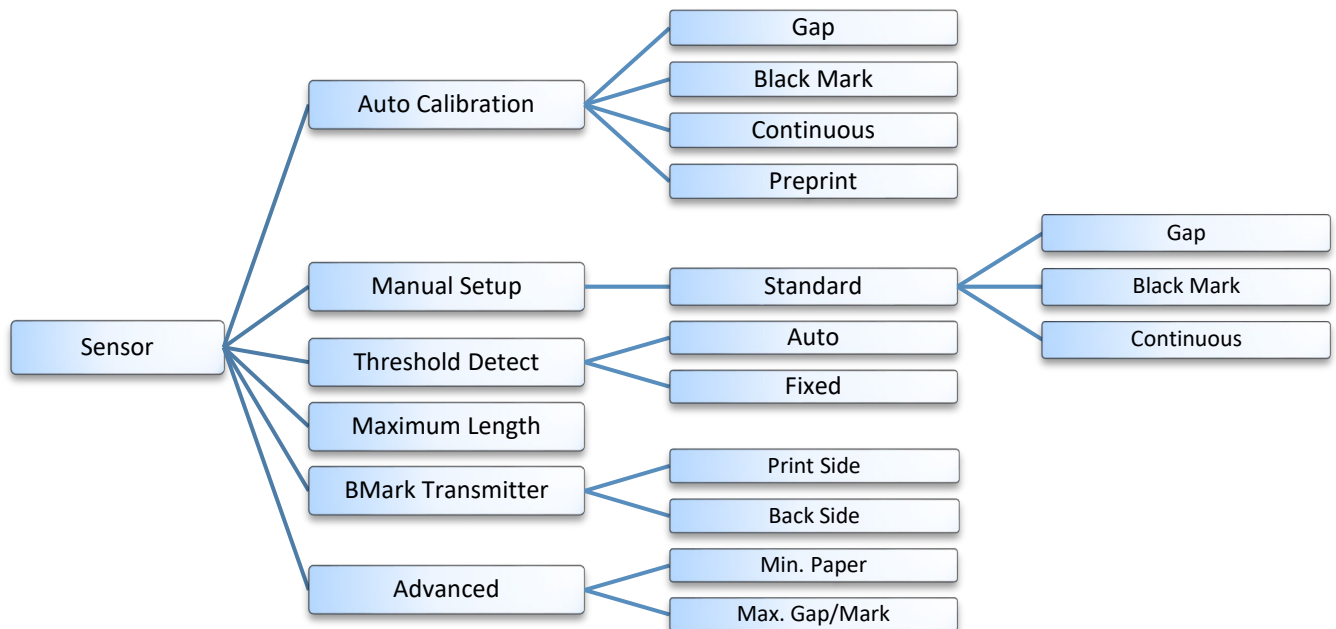 Sensor
Auto Calibration
Gap
Black Mark
Continuous
Preprint
Manual Setup
Standard
Gap
Black Mark
Continuous
Threshold Detect
Auto
Fixed
Maximum Length
BMark Transmitter
Print Side
Back Side
Advanced
Min. Paper
Max. Gap/Mark